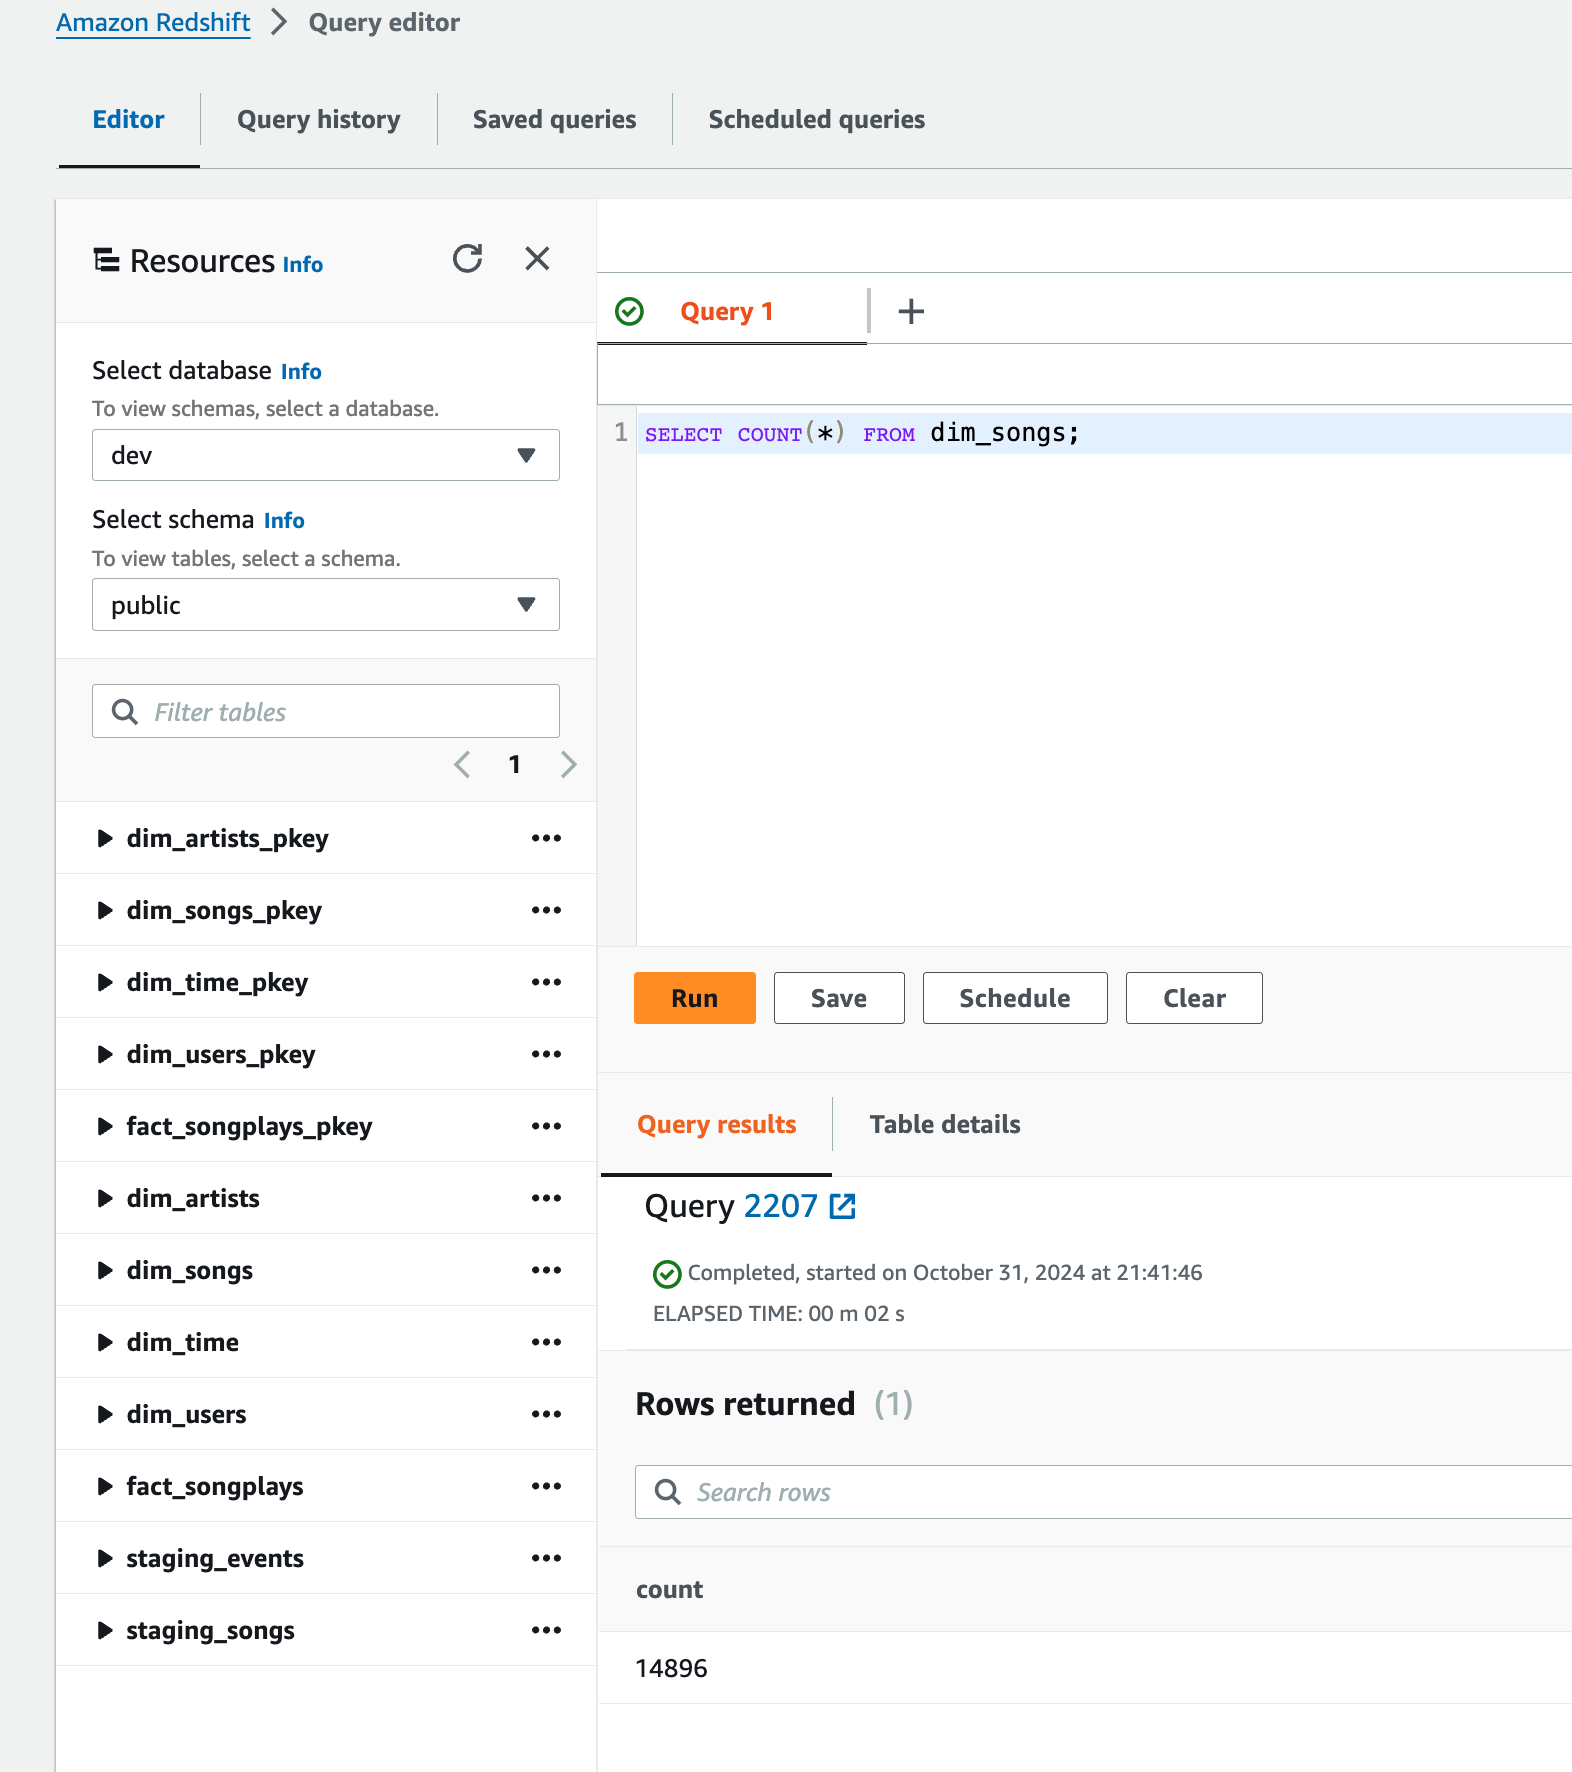 Amazon Redshift > Query editor
Editor
Query history
Saved queries
Scheduled queries
Resources Info
Select database Info
To view schemas, select a database.
dev
Select schema Info
To view tables, select a schema.
public
Filter tables
1
dim_artists_pkey
dim_songs_pkey
dim_time_pkey
dim_users_pkey
fact_songplays_pkey
dim_artists
dim_songs
dim_time
dim_users
fact_songplays
staging_events
staging_songs
Query 1
1 SELECT COUNT(*) FROM dim_songs;
Run
Save
Schedule
Clear
Query results
Table details
Query 2207
Completed, started on October 31, 2024 at 21:41:46
ELAPSED TIME: 00 m 02 s
Rows returned (1)
Search rows
count
14896